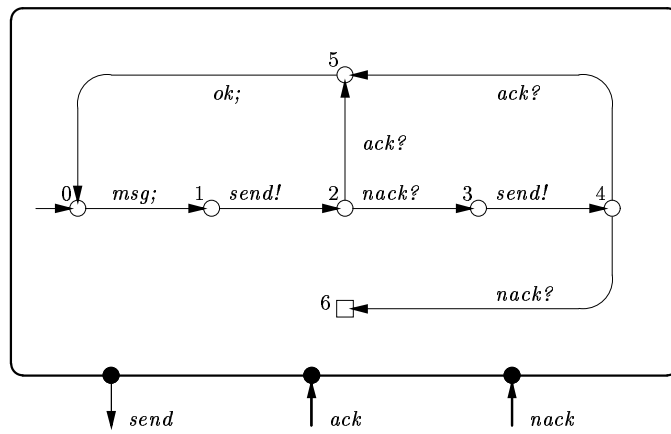 5
ok;
ack?
ack?
0 msg; 1 send! 2 nack? 3 send! 4
6 nack?
send ack nack